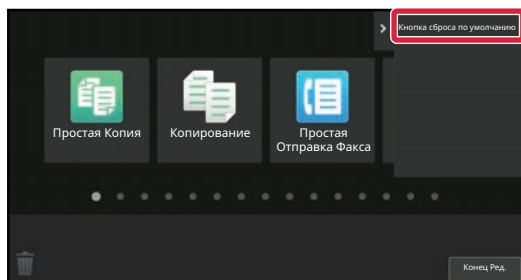 Кнопка сброса по умолчанию
Простая Копия
Копирование
Простая
Отправка Факса
Конец Ред.